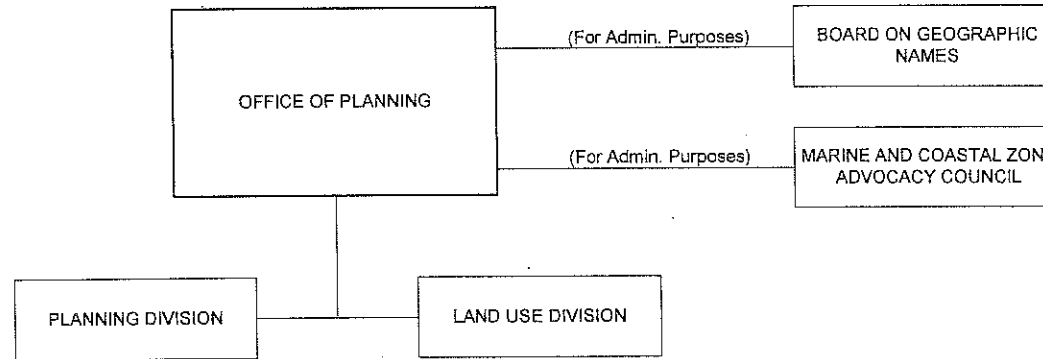 (For Admin. Purposes)
BOARD ON GEOGRAPHIC
NAMES
OFFICE OF PLANNING
(For Admin. Purposes)
MARINE AND COASTAL ZON
ADVOCACY COUNCIL
PLANNING DIVISION
LAND USE DIVISION